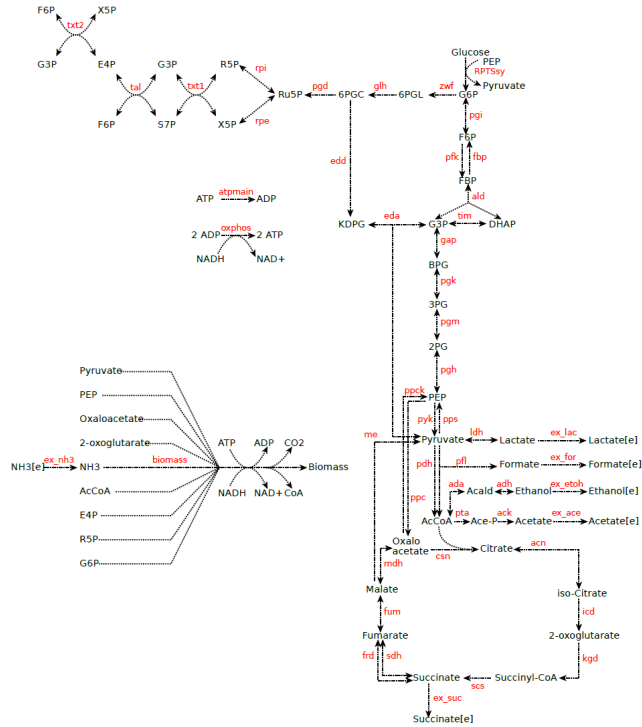 F6P X5P
txt2
G3P E4P G3P R5P
tal txt1 rpi
F6P S7P X5P rpe
Ru5P pgd 6PGC glh 6PGL zwf G6P
Glucose
PEP
RPTSsy
Pyruvate
pgi
F6P
pfk fbp
FBP
ald
edd
KDPG eda G3P tim DHAP
ATP atpmain ADP
2 ADP oxphos 2 ATP
NADH NAD+
gap
BPG
pgk
3PG
pgm
2PG
pgh
ppck PEP
pyk pps
me Pyruvate ldh Lactate ex_lac Lactate[e]
pdh pfl Formate ex_for Formate[e]
ada Acald adh Ethanol ex_etoh Ethanol[e]
ppc
AcCoA pta Ace-P ack Acetate ex_ace Acetate[e]
Pyruvate
PEP
Oxaloacetate
2-oxoglutarate
NH3[e] ex_nh3 NH3 biomass
AcCoA
E4P
R5P
G6P
ATP ADP CO2
Biomass
NADH NAD+ CoA
Oxalo
acetate csn Citrate acn
mdh
Malate iso-Citrate
fum icd
Fumarate 2-oxoglutarate
frd sdh kgd
Succinate scs Succinyl-CoA
ex_suc
Succinate[e]